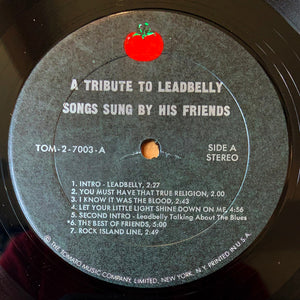 A TRIBUTE TO LEADBELLY
SONGS SUNG BY HIS FRIENDS
TOM-2-7003-A
SIDE A
STEREO
1. INTRO - LEADBELLY, 2:27
2. YOU MUST HAVE THAT TRUE RELIGION, 2.00
3. I KNOW IT WAS THE BLOOD, 2:43
4. LET YOUR LITTLE LIGHT SHINE DOWN ON ME, 4:56
5. SECOND INTRO - Leadbelly Talking About The Blues
*6. THE BEST OF FRIENDS, 5:00
7. ROCK ISLAND LINE, 2:49
© THE TOMATO MUSIC COMPANY, LIMITED, NEW YORK, N.Y. PRINTED IN U.S.A.